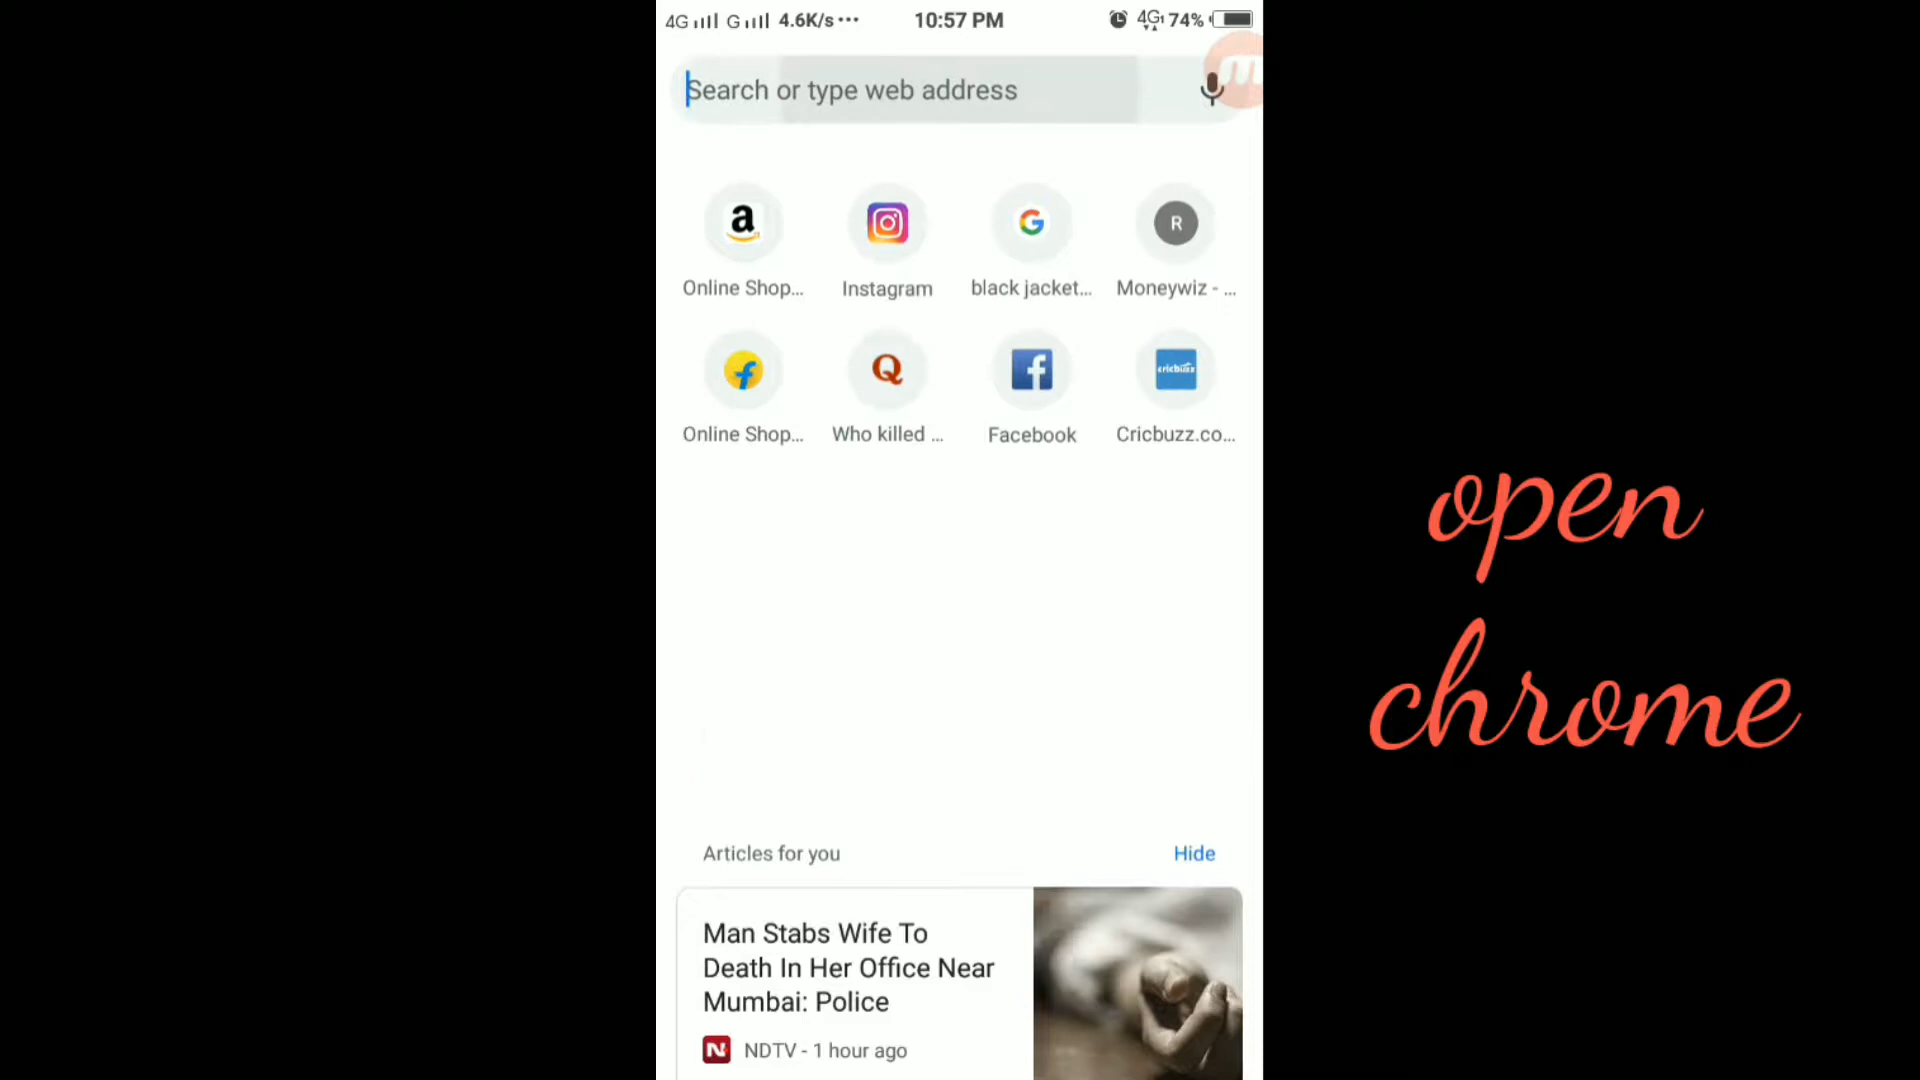 4G G 4.6K/s ... 10:57 PM 4G 74%
Search or type web address
a
G
R
Online Shop...
Instagram
black jacket...
Moneywiz - ...
f
Q
f
cricbuzz
Online Shop...
Who killed ...
Facebook
Cricbuzz.co...
open
chrome
Articles for you
Hide
Man Stabs Wife To
Death In Her Office Near
Mumbai: Police
N NDTV - 1 hour ago